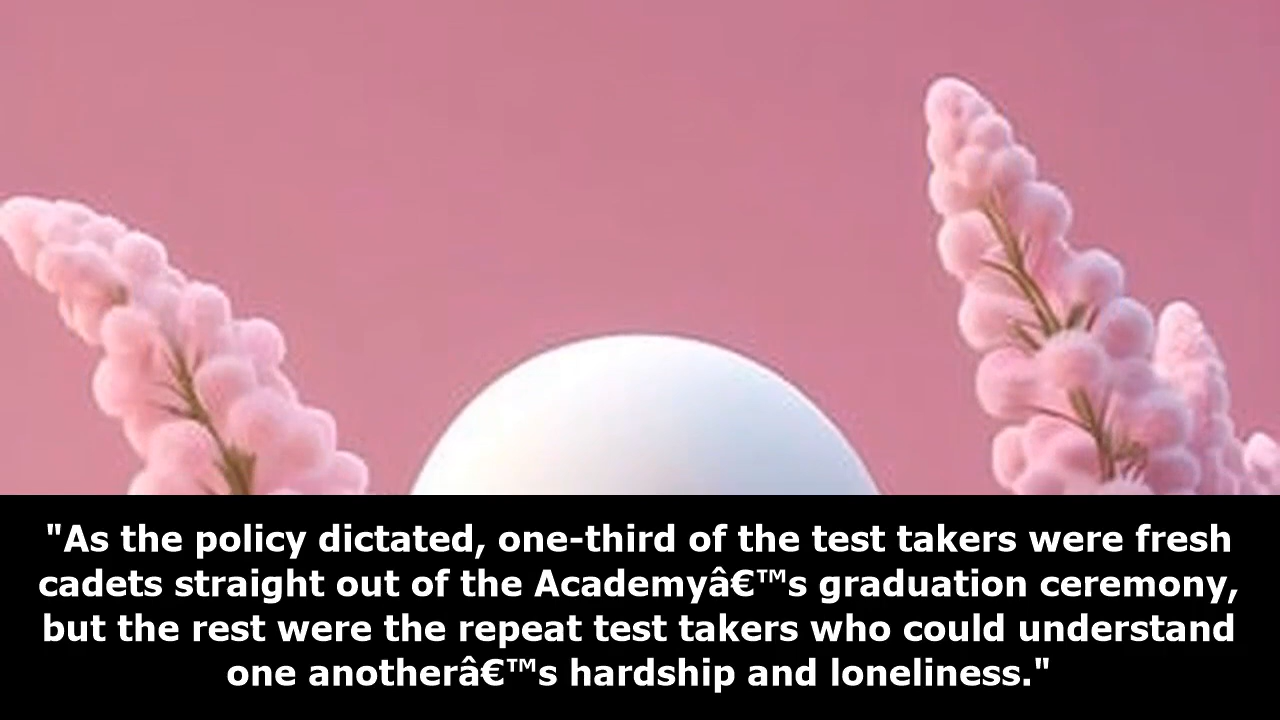 "As the policy dictated, one-third of the test takers were fresh
cadets straight out of the Academyâ€™s graduation ceremony,
but the rest were the repeat test takers who could understand
one anotherâ€™s hardship and loneliness."